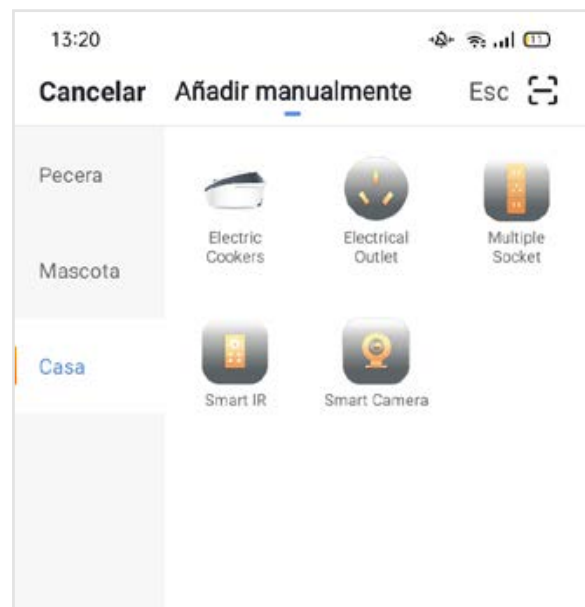 13:20
11
Cancelar Añadir manualmente Esc
Pecera
Mascota
Casa
Electric
Cookers
Electrical
Outlet
Multiple
Socket
Smart IR
Smart Camera